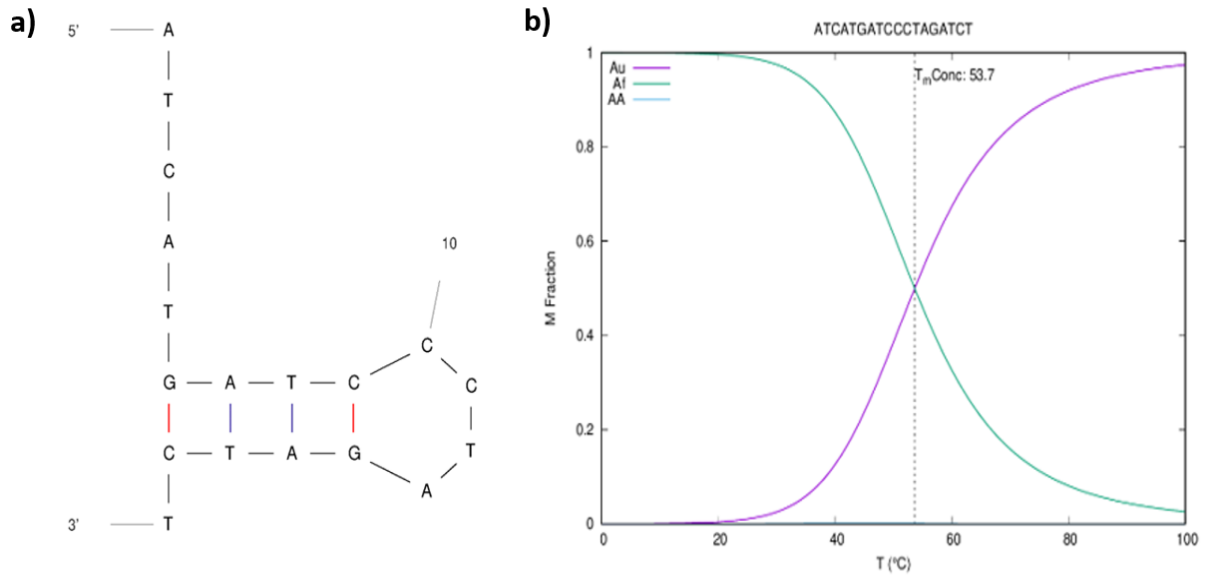 a)
5' A
T
C
A
T
10
C
G A T C
C
C T A G
T
A
3' T
b)
ATCATGATCCCTAGATCT
1
0.8
0.6
0.4
0.2
0
M Fraction
Au
Af
AA
TmConc: 53.7
0 20 40 60 80 100
T (°C)